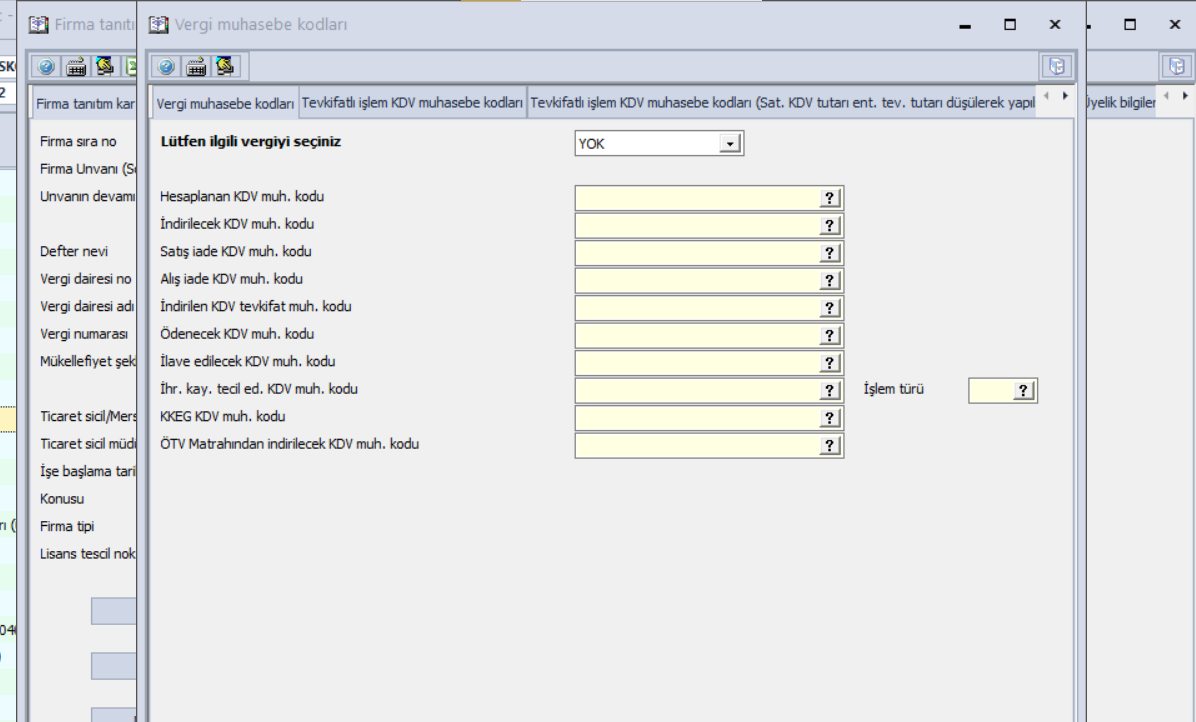 Firma tanıtı
Vergi muhasebe kodları
SK
2
Firma tanıtım kar
Vergi muhasebe kodları
Tevkifatlı işlem KDV muhasebe kodları
Tevkifatlı işlem KDV muhasebe kodları (Sat. KDV tutarı ent. tev. tutarı düşülerek yapıl
Üyelik bilgiler
Firma sıra no
Lütfen ilgili vergiyi seçiniz
YOK
Firma Unvanı (S
Unvanın devamı
Hesaplanan KDV muh. kodu
?
İndirilecek KDV muh. kodu
?
Defter nevi
Satış iade KDV muh. kodu
?
Vergi dairesi no
Alış iade KDV muh. kodu
?
Vergi dairesi adı
İndirilen KDV tevkifat muh. kodu
?
Vergi numarası
Ödenecek KDV muh. kodu
?
Mükellefiyet şek
İlave edilecek KDV muh. kodu
?
İhr. kay. tecil ed. KDV muh. kodu
?
İşlem türü
?
Ticaret sicil/Mers
KKEG KDV muh. kodu
?
Ticaret sicil müdü
ÖTV Matrahından indirilecek KDV muh. kodu
?
İşe başlama tari
Konusu
Firma tipi
Lisans tescil nok